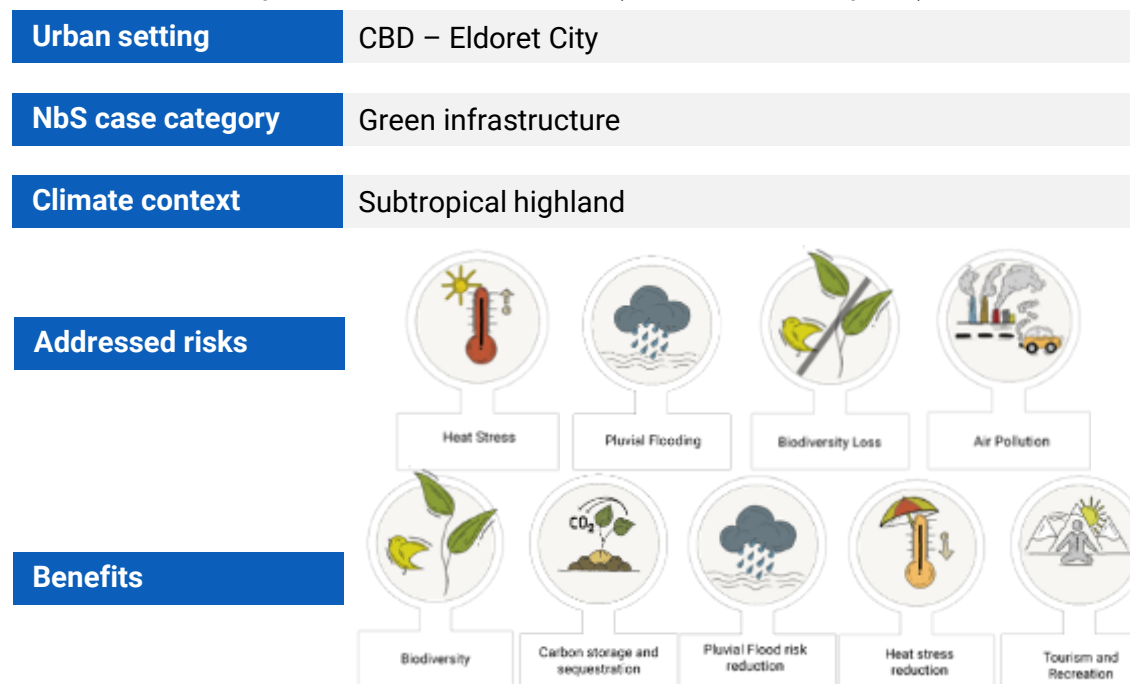 Urban setting
CBD – Eldoret City
NbS case category
Green infrastructure
Climate context
Subtropical highland
Addressed risks
Heat Stress
Pluvial Flooding
Biodiversity Loss
Air Pollution
Benefits
CO2
Biodiversity
Carbon storage and
sequestration
Pluvial Flood risk
reduction
Heat stress
reduction
Tourism and
Recreation